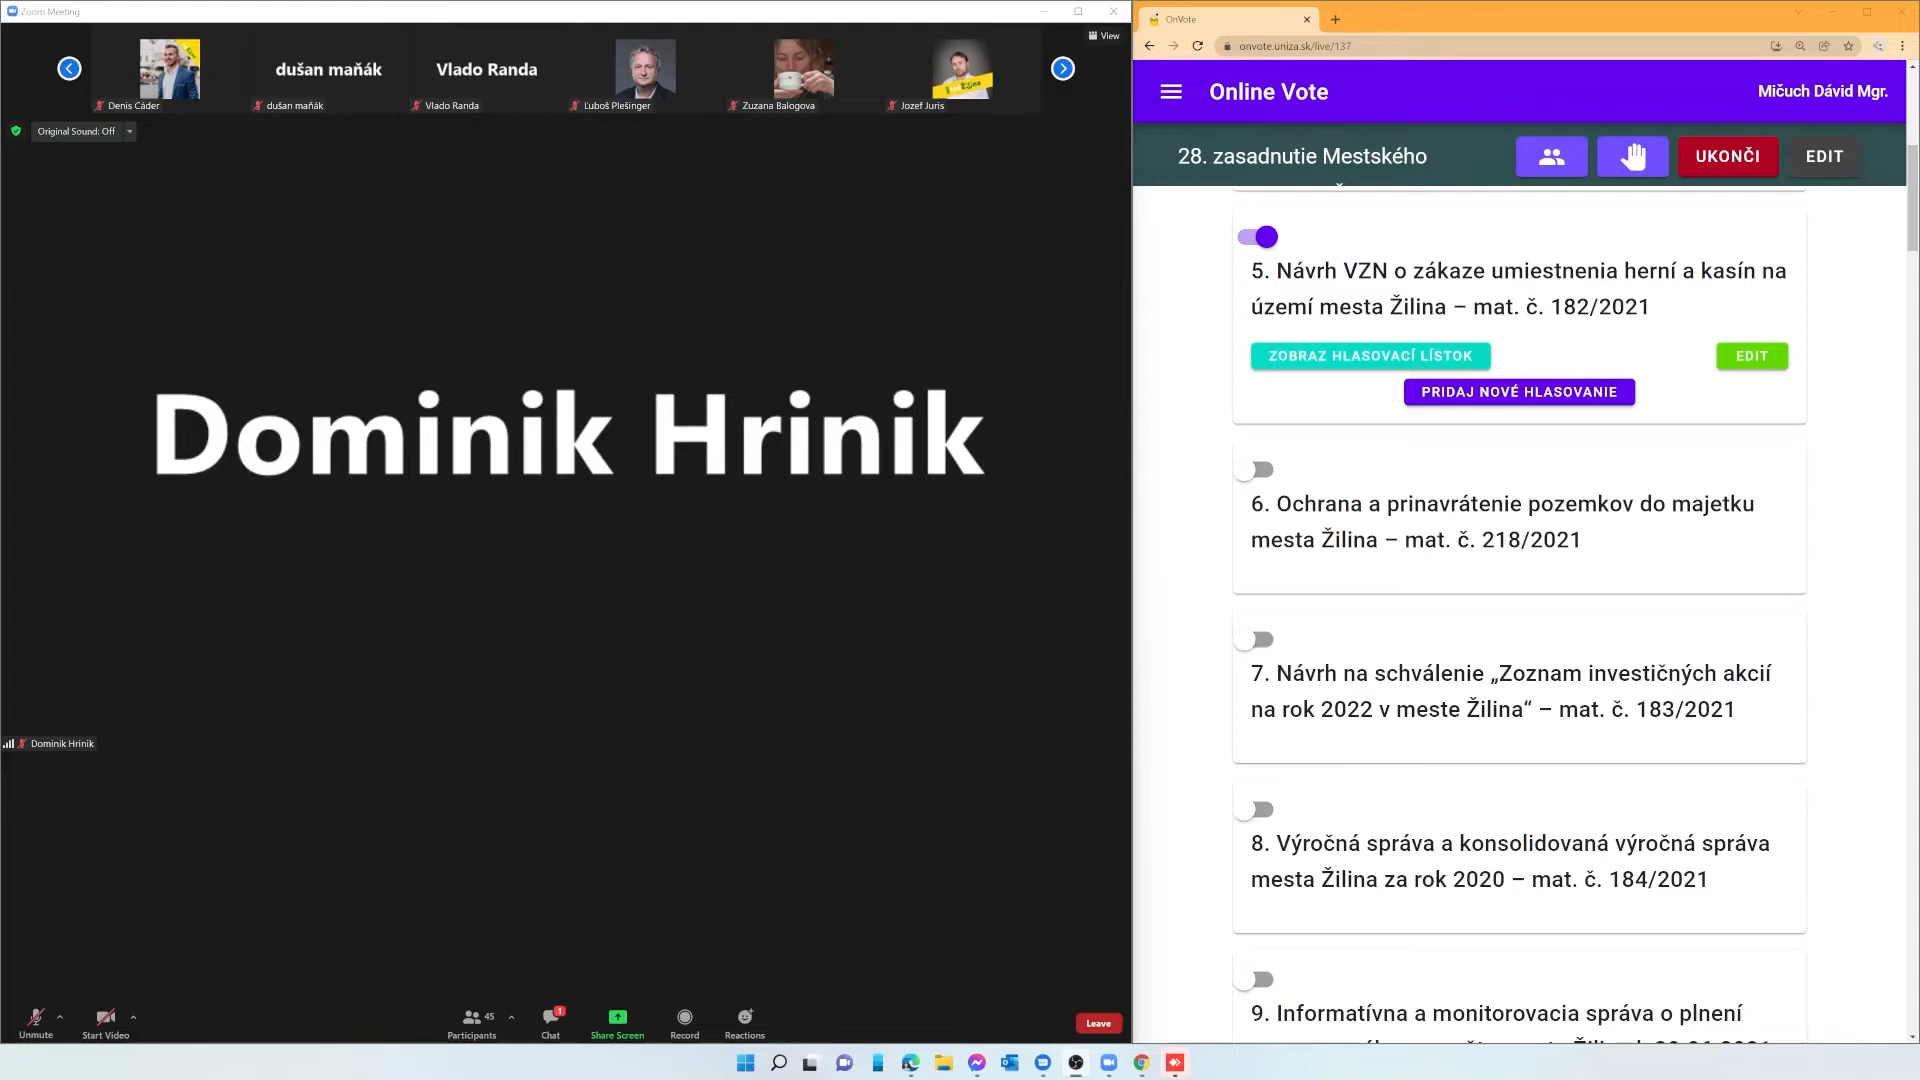 Zoom Meeting
View
dušan maňák
Vlado Randa
Denis Cáder
dušan maňák
Vlado Randa
Ľuboš Plešinger
Zuzana Balogova
Jozef Juris
Original Sound: Off
Dominik Hrinik
Dominik Hrinik
Unmute
Start Video
45
Participants
1
Chat
Share Screen
Record
Reactions
Leave
OnVote
onvote.uniza.sk/live/137
Online Vote
Mičuch Dávid Mgr.
28. zasadnutie Mestského
UKONČI
EDIT
5. Návrh VZN o zákaze umiestnenia herní a kasín na
území mesta Žilina – mat. č. 182/2021
ZOBRAZ HLASOVACÍ LÍSTOK
EDIT
PRIDAJ NOVÉ HLASOVANIE
6. Ochrana a prinavrátenie pozemkov do majetku
mesta Žilina – mat. č. 218/2021
7. Návrh na schválenie „Zoznam investičných akcií
na rok 2022 v meste Žilina“ – mat. č. 183/2021
8. Výročná správa a konsolidovaná výročná správa
mesta Žilina za rok 2020 – mat. č. 184/2021
9. Informatívna a monitorovacia správa o plnení